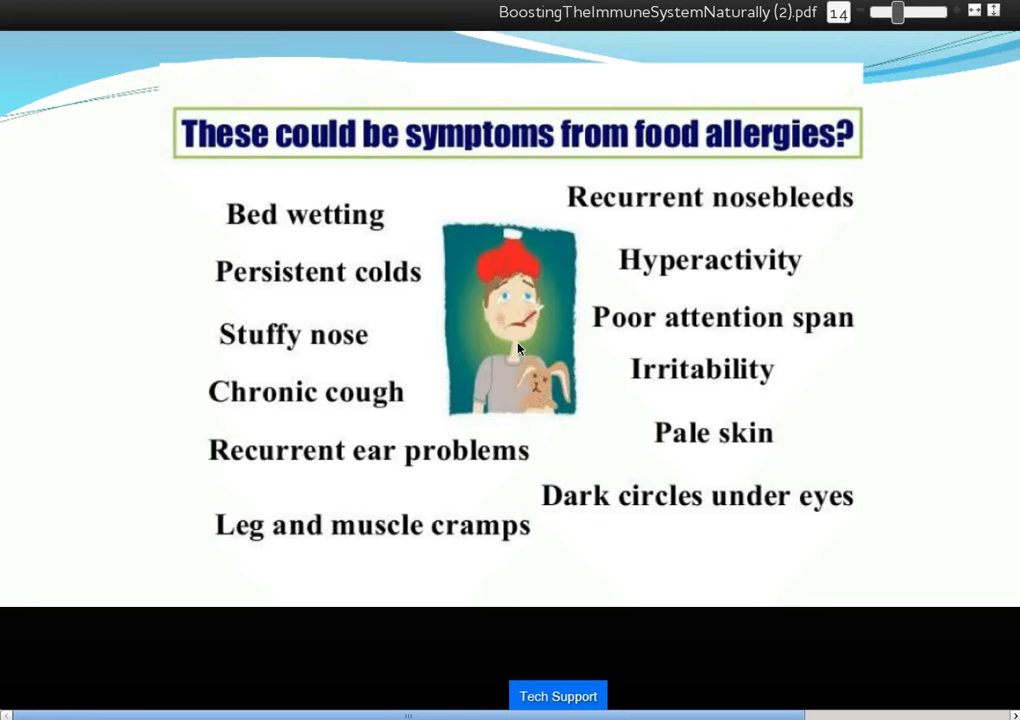 BoostingTheImmuneSystemNaturally (2).pdf 14
These could be symptoms from food allergies?
Bed wetting
Persistent colds
Stuffy nose
Chronic cough
Recurrent ear problems
Leg and muscle cramps
Recurrent nosebleeds
Hyperactivity
Poor attention span
Irritability
Pale skin
Dark circles under eyes
Tech Support